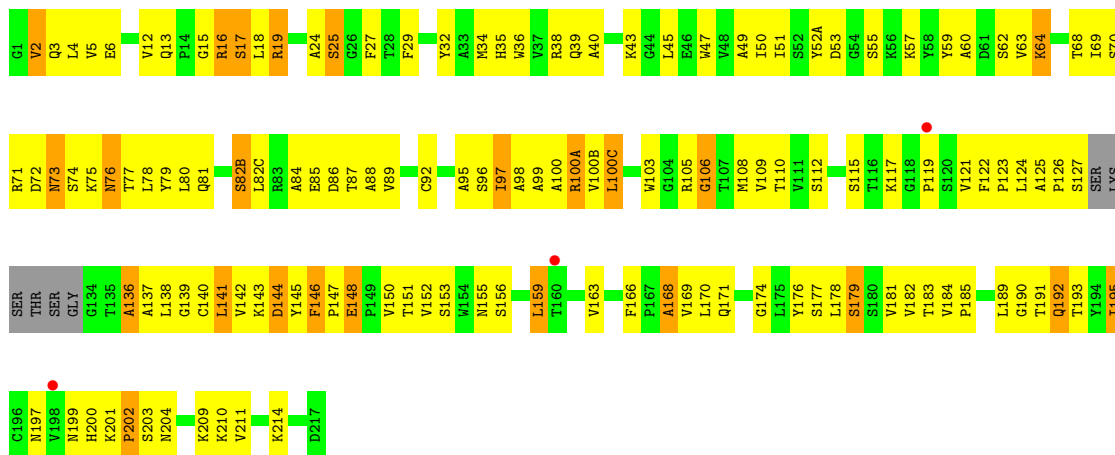 G1 V2 Q3 L4 V5 E6 V12 Q13 P14 G15 R16 S17 L18 R19 A24 S25 G26 F27 T28 F29 Y32 A33 M34 H35 W36 V37 R38 Q39 A40 K43 G44 L45 E46 W47 V48 A49 I50 I51 S52 Y52A D53 G54 S55 K56 K57 Y58 Y59 A60 D61 S62 V63 K64 T68 I69 S70
R71 D72 N73 S74 K75 N76 T77 L78 Y79 L80 Q81 S82B L82C R83 A84 E85 D86 T87 A88 V89 C92 A95 S96 I97 A98 A99 A100 R100A V100B L100C W103 G104 R105 G106 T107 M108 V109 T110 V111 S112 S115 T116 K117 G118 P119 S120 V121 F122 P123 L124 A125 P126 S127 SER LYS
SER THR SER GLY G134 T135 A136 A137 L138 G139 C140 L141 V142 K143 D144 Y145 F146 P147 E148 P149 V150 T151 V152 S153 W154 N155 S156 L159 T160 V163 F166 P167 A168 V169 L170 Q171 G174 L175 Y176 S177 L178 S179 S180 V181 V182 T183 V184 P185 L189 G190 T191 Q192 T193 Y194 I195
C196 N197 V198 N199 H200 K201 P202 S203 N204 K209 K210 V211 K214 D217